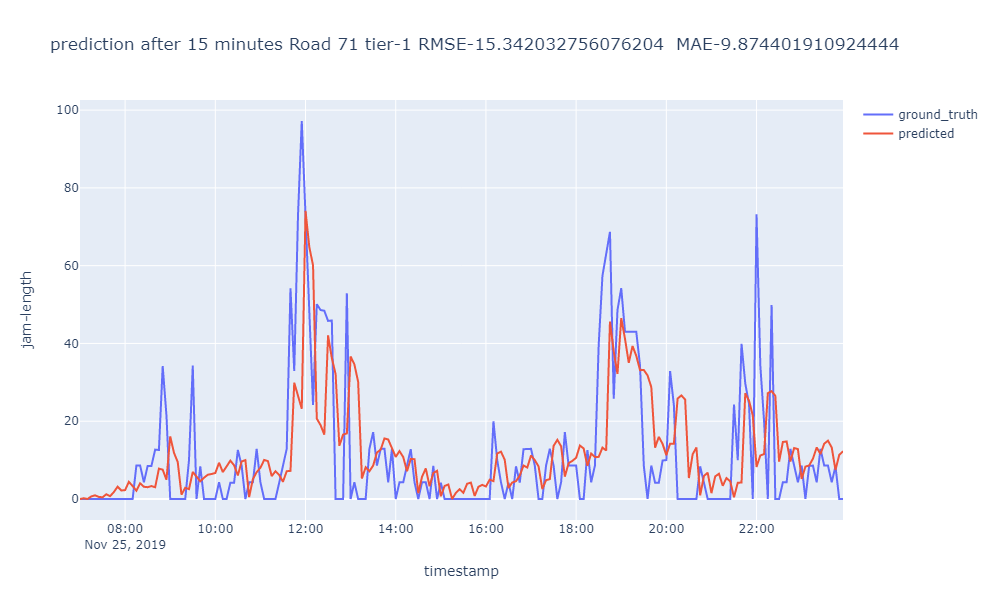 prediction after 15 minutes Road 71 tier-1 RMSE-15.342032756076204  MAE-9.874401910924444
ground_truth
predicted
jam-length
100
80
60
40
20
0
08:00 10:00 12:00 14:00 16:00 18:00 20:00 22:00
Nov 25, 2019
timestamp